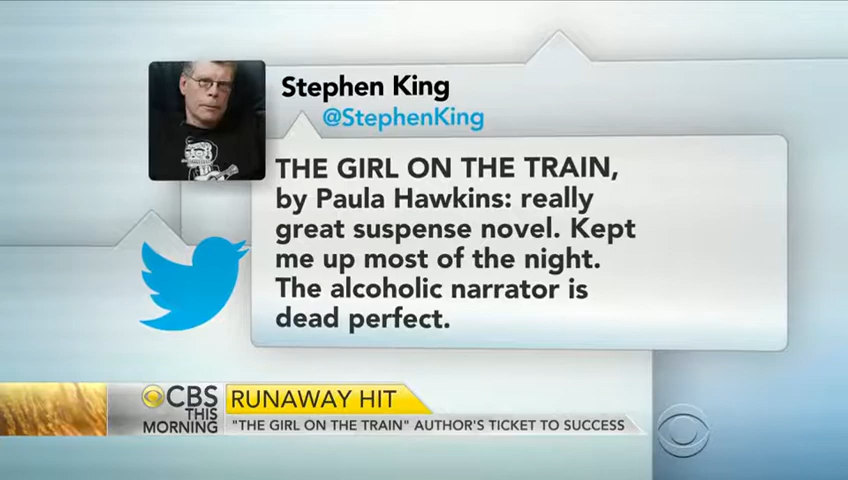 Stephen King
@StephenKing
THE GIRL ON THE TRAIN,
by Paula Hawkins: really
great suspense novel. Kept
me up most of the night.
The alcoholic narrator is
dead perfect.
CBS
THIS
MORNING
RUNAWAY HIT
"THE GIRL ON THE TRAIN" AUTHOR'S TICKET TO SUCCESS